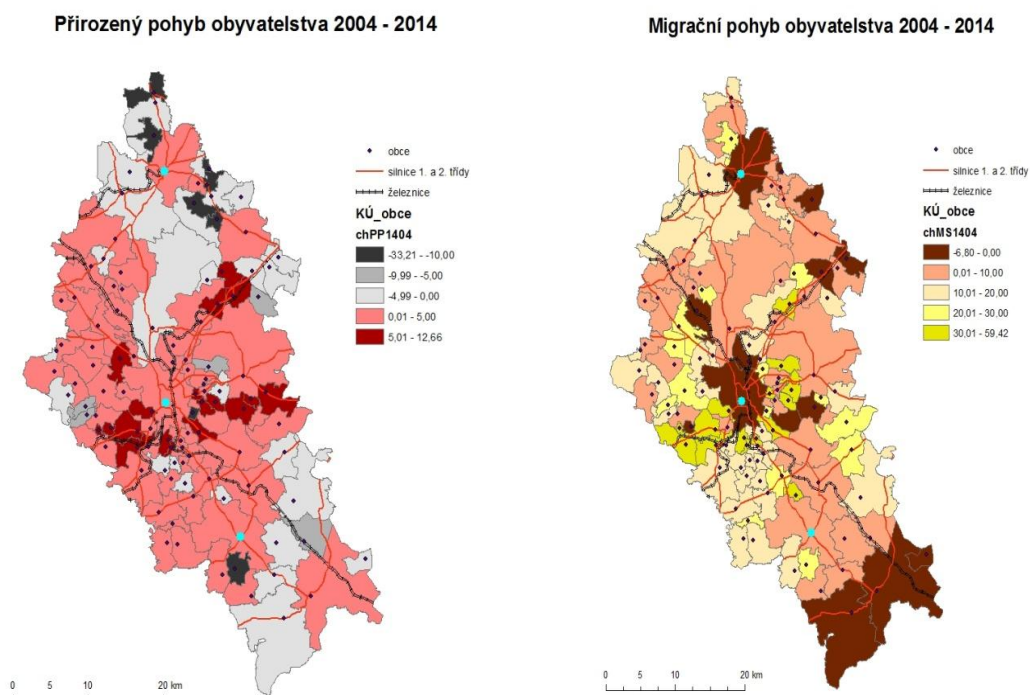 Přirozený pohyb obyvatelstva 2004 - 2014
obce
silnice 1. a 2. třídy
železnice
KÚ_obce
chPP1404
-33,21 - -10,00
-9,99 - -5,00
-4,99 - 0,00
0,01 - 5,00
5,01 - 12,66
0 5 10 20 km
Migrační pohyb obyvatelstva 2004 - 2014
obce
silnice 1. a 2. třídy
železnice
KÚ_obce
chMS1404
-6,80 - 0,00
0,01 - 10,00
10,01 - 20,00
20,01 - 30,00
30,01 - 59,42
0 5 10 20 km